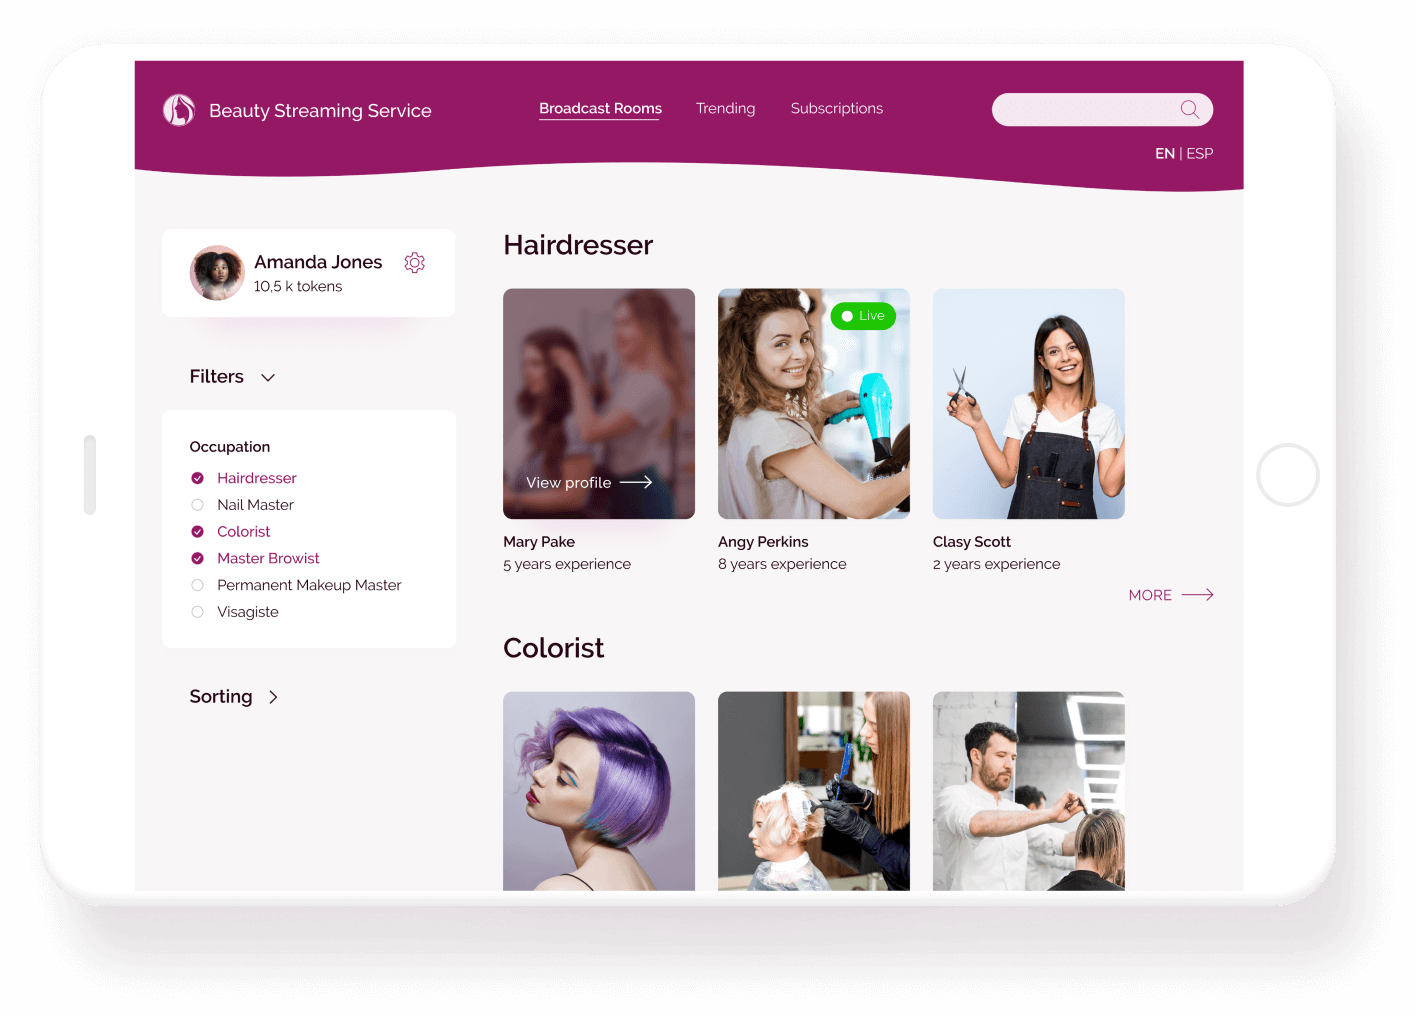 Beauty Streaming Service
Broadcast Rooms
Trending
Subscriptions
EN | ESP
Amanda Jones
10,5 k tokens
Filters
Occupation
Hairdresser
Nail Master
Colorist
Master Browist
Permanent Makeup Master
Visagiste
Sorting
Hairdresser
View profile
Live
Mary Pake
5 years experience
Angy Perkins
8 years experience
Clasy Scott
2 years experience
MORE
Colorist